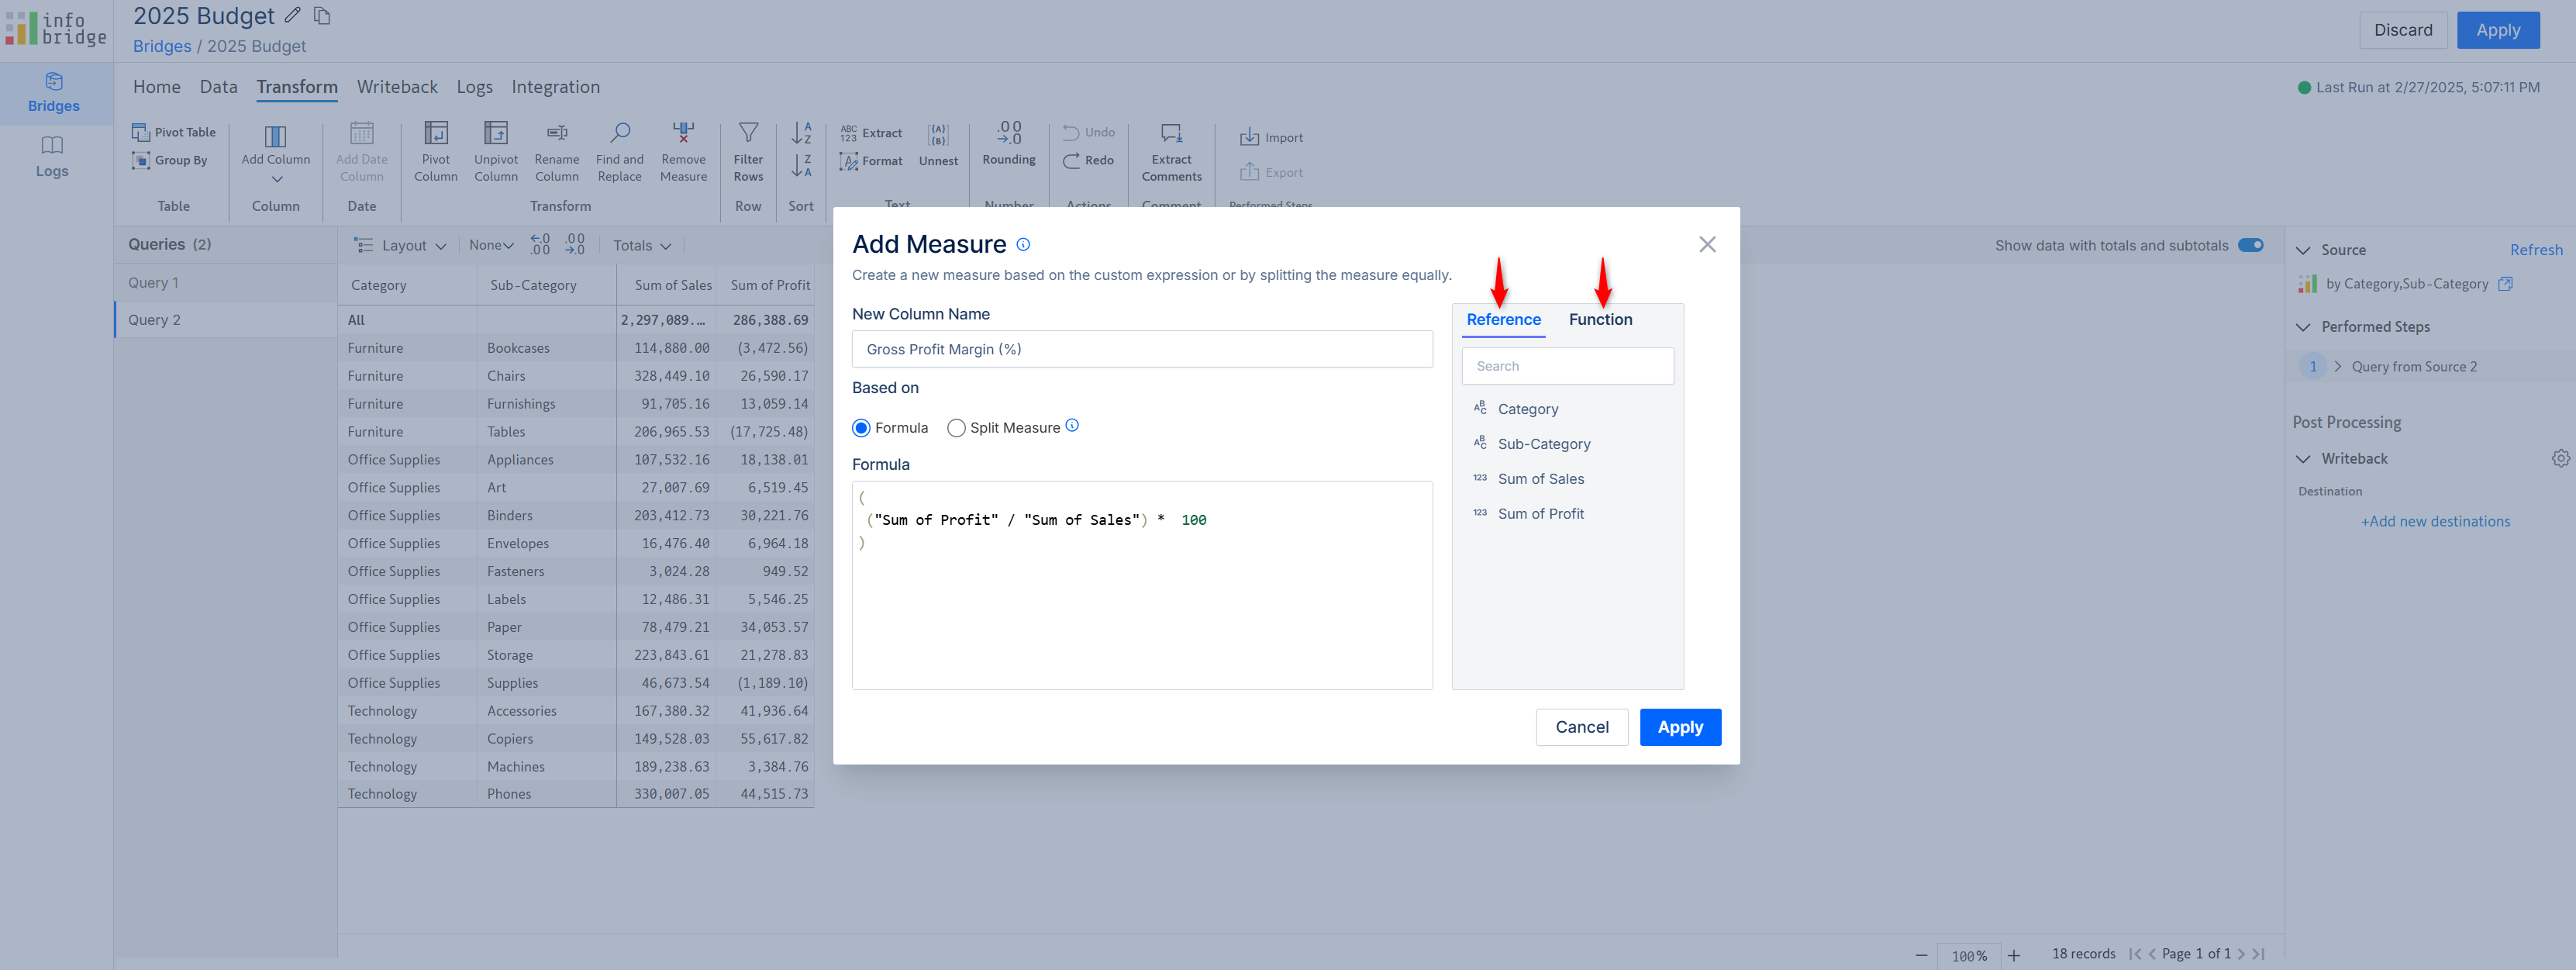 info
bridge
2025 Budget
Bridges / 2025 Budget
Discard
Apply
Bridges
Logs
Home
Data
Transform
Writeback
Logs
Integration
Last Run at 2/27/2025, 5:07:11 PM
Pivot Table
Group By
Table
Add Column
Column
Add Date
Column
Date
Pivot
Column
Unpivot
Column
Rename
Column
Find and
Replace
Remove
Measure
Transform
Filter
Rows
Row
Sort
Extract
Format
Unnest
Text
Rounding
Number
Undo
Redo
Actions
Extract
Comments
Comment
Import
Export
Performed Steps
Queries (2)
Query 1
Query 2
Layout
None
Totals
Show data with totals and subtotals
Category Sub-Category Sum of Sales Sum of Profit
All 2,297,089.... 286,388.69
Furniture Bookcases 114,880.00 (3,472.56)
Furniture Chairs 328,449.10 26,590.17
Furniture Furnishings 91,705.16 13,059.14
Furniture Tables 206,965.53 (17,725.48)
Office Supplies Appliances 107,532.16 18,138.01
Office Supplies Art 27,007.69 6,519.45
Office Supplies Binders 203,412.73 30,221.76
Office Supplies Envelopes 16,476.40 6,964.18
Office Supplies Fasteners 3,024.28 949.52
Office Supplies Labels 12,486.31 5,546.25
Office Supplies Paper 78,479.21 34,053.57
Office Supplies Storage 223,843.61 21,278.83
Office Supplies Supplies 46,673.54 (1,189.10)
Technology Accessories 167,380.32 41,936.64
Technology Copiers 149,528.03 55,617.82
Technology Machines 189,238.63 3,384.76
Technology Phones 330,007.05 44,515.73
Add Measure
Create a new measure based on the custom expression or by splitting the measure equally.
New Column Name
Gross Profit Margin (%)
Based on
Formula
Split Measure
Formula
(
("Sum of Profit" / "Sum of Sales") * 100
)
Reference
Function
Search
Category
Sub-Category
123 Sum of Sales
123 Sum of Profit
Cancel
Apply
Source
Refresh
by Category,Sub-Category
Performed Steps
1 Query from Source 2
Post Processing
Writeback
Destination
+Add new destinations
100%
18 records
Page 1 of 1